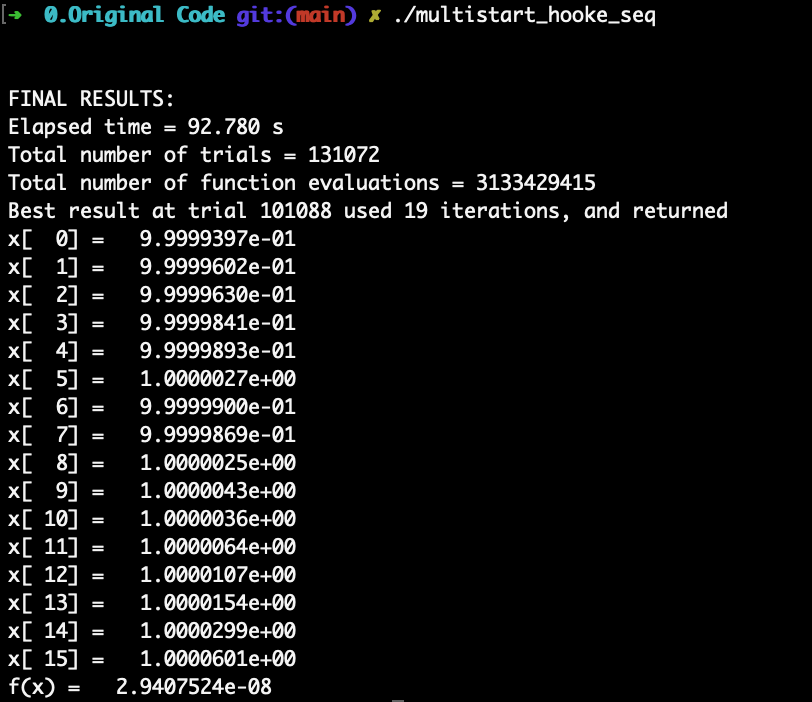 [➜  0.Original Code git:(main) ✗ ./multistart_hooke_seq
FINAL RESULTS:
Elapsed time = 92.780 s
Total number of trials = 131072
Total number of function evaluations = 3133429415
Best result at trial 101088 used 19 iterations, and returned
x[  0] =   9.9999397e-01
x[  1] =   9.9999602e-01
x[  2] =   9.9999630e-01
x[  3] =   9.9999841e-01
x[  4] =   9.9999893e-01
x[  5] =   1.0000027e+00
x[  6] =   9.9999900e-01
x[  7] =   9.9999869e-01
x[  8] =   1.0000025e+00
x[  9] =   1.0000043e+00
x[ 10] =   1.0000036e+00
x[ 11] =   1.0000064e+00
x[ 12] =   1.0000107e+00
x[ 13] =   1.0000154e+00
x[ 14] =   1.0000299e+00
x[ 15] =   1.0000601e+00
f(x) =   2.9407524e-08